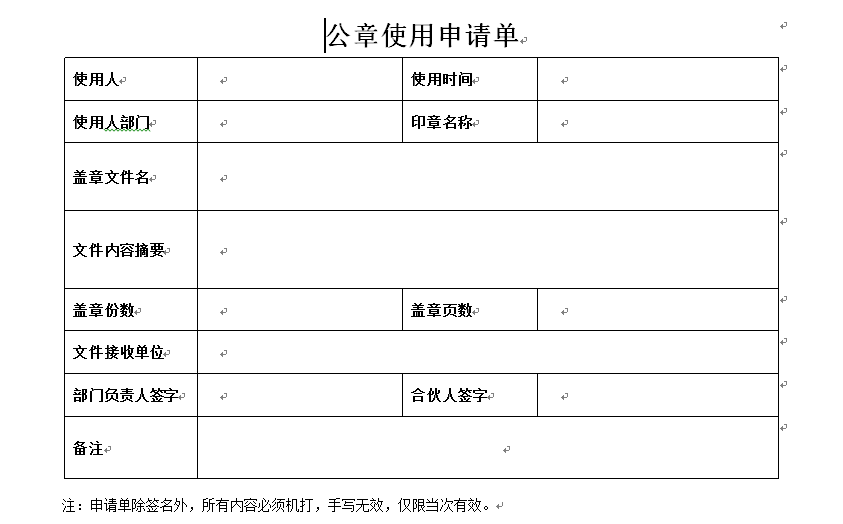 公章使用申请单
使用人 使用时间
使用人部门 印章名称
盖章文件名
文件内容摘要
盖章份数 盖章页数
文件接收单位
部门负责人签字 合伙人签字
备注
注：申请单除签名外，所有内容必须机打，手写无效，仅限当次有效。